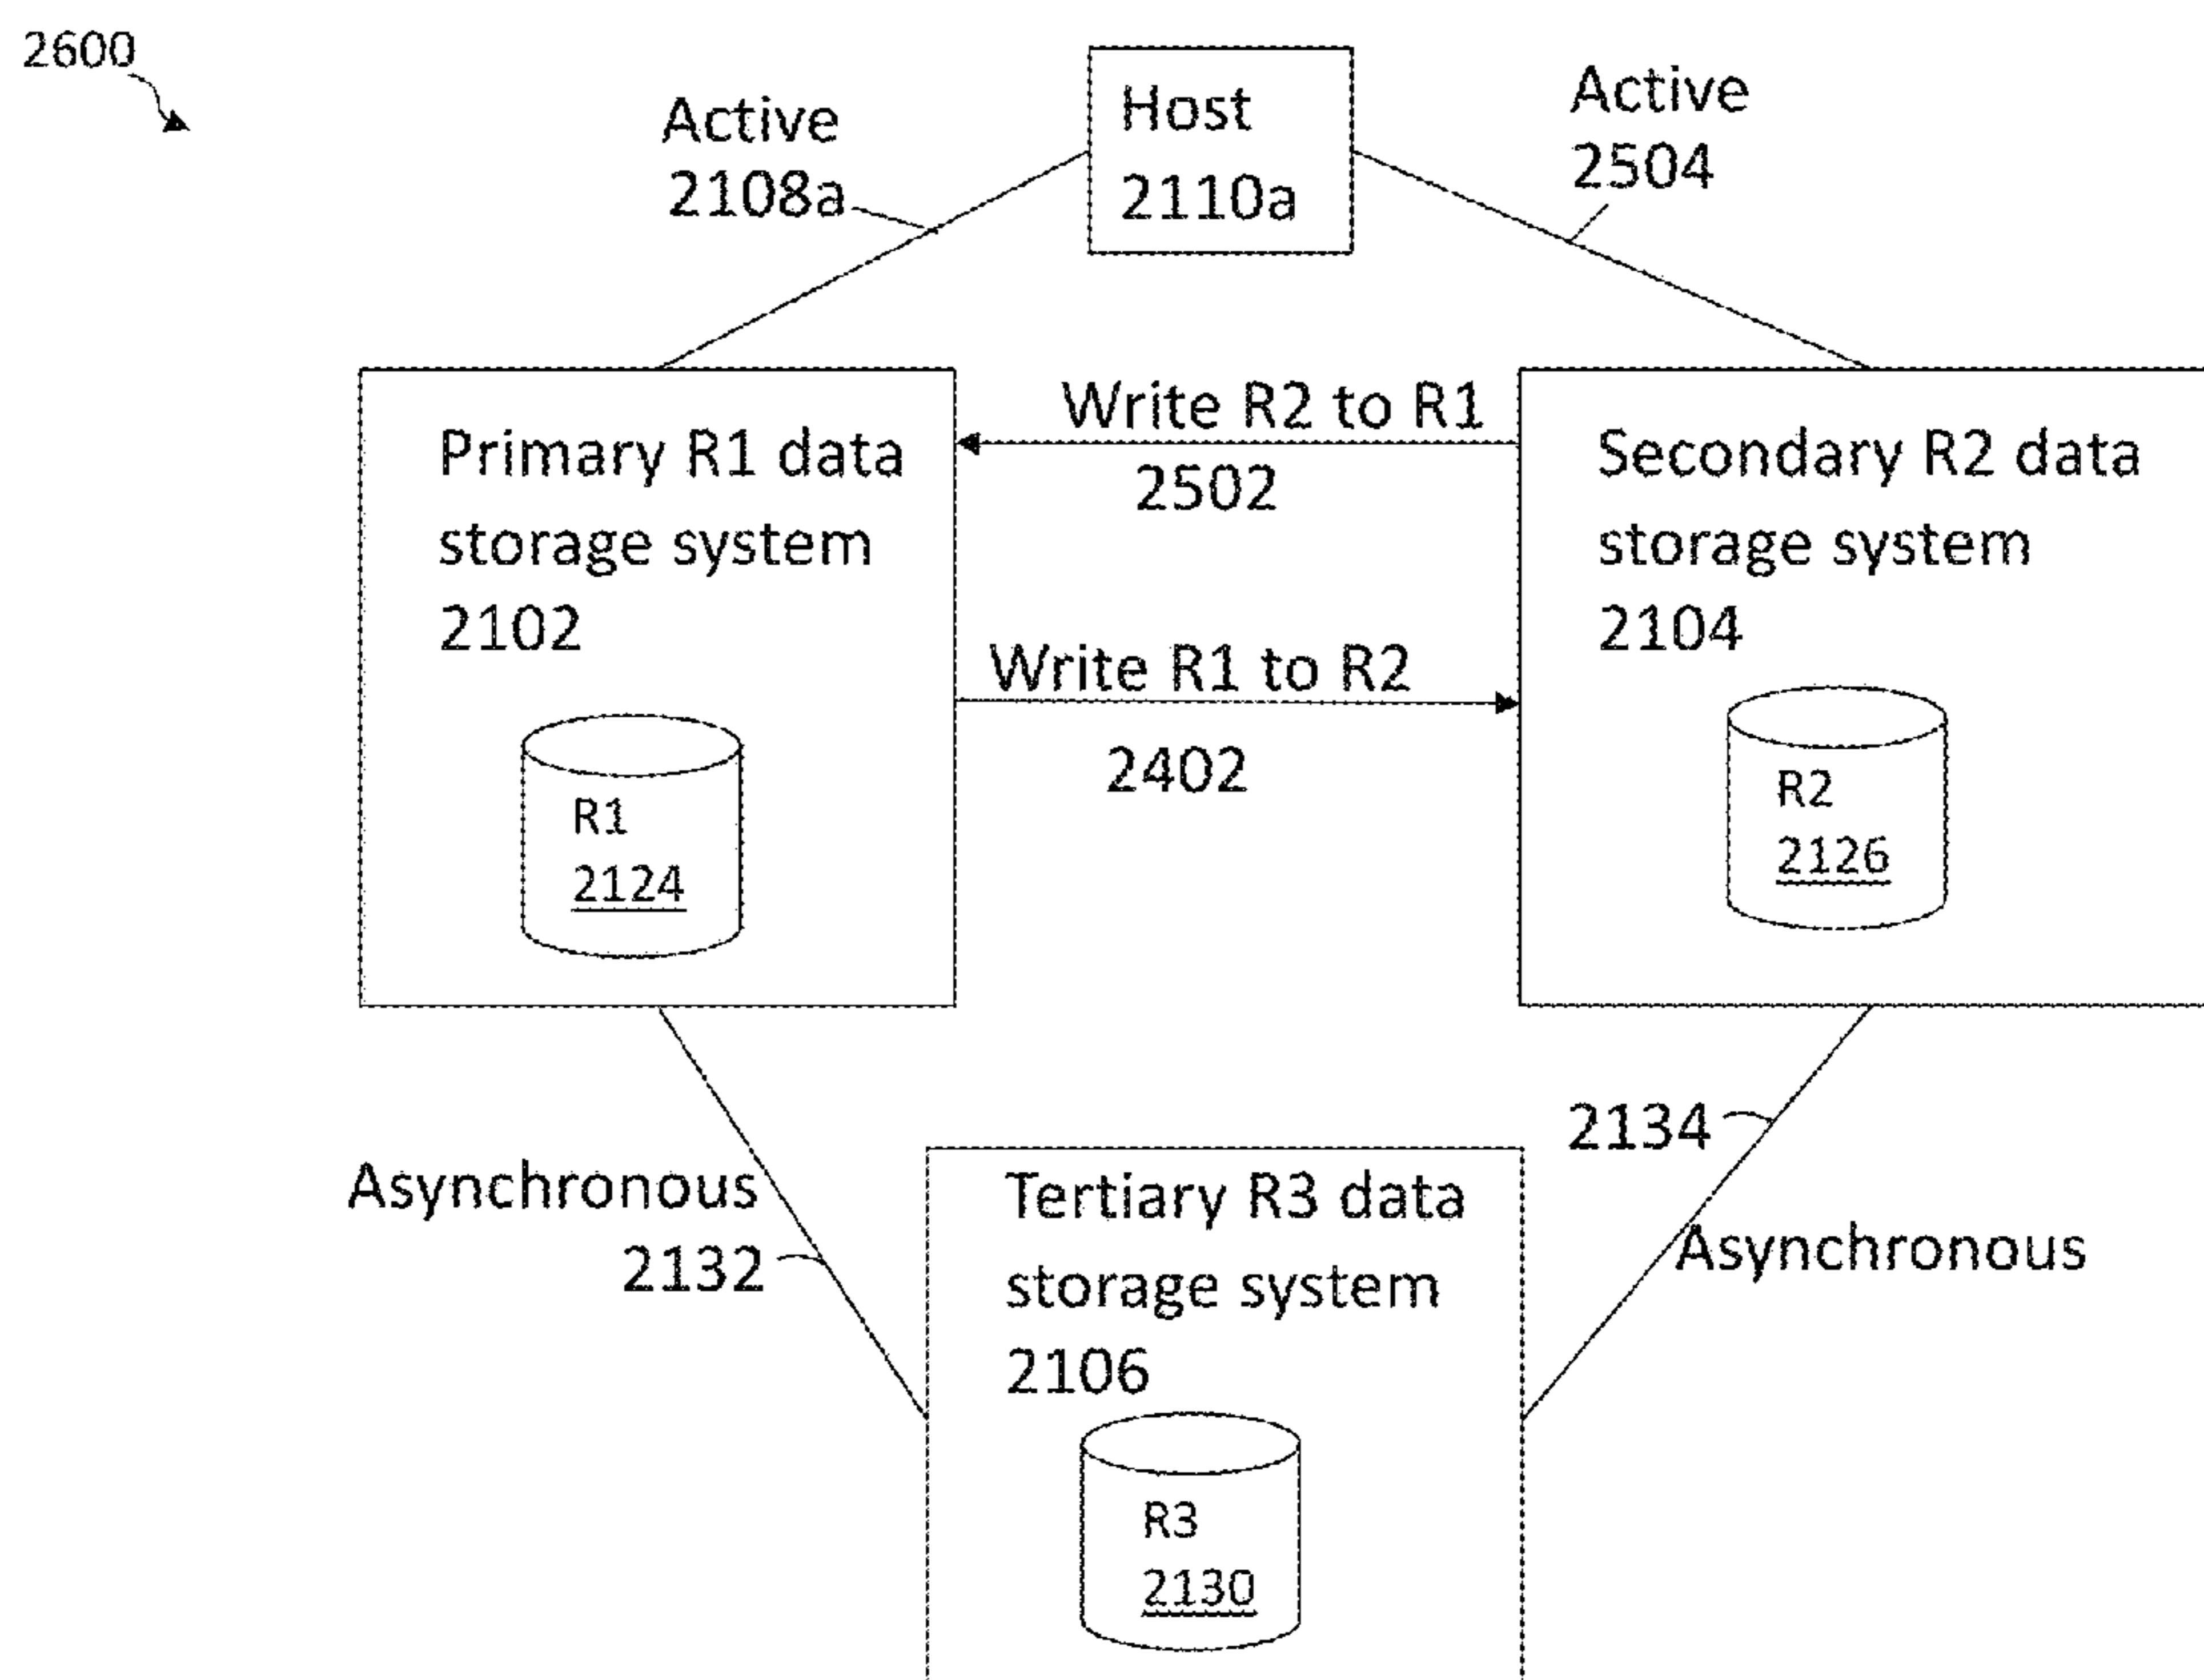 2600
Active
2108a
Host
2110a
Active
2504
Primary R1 data
storage system
2102
R1
2124
Write R2 to R1
2502
Write R1 to R2
2402
Secondary R2 data
storage system
2104
R2
2126
Asynchronous
2132
Tertiary R3 data
storage system
2106
R3
2130
2134
Asynchronous